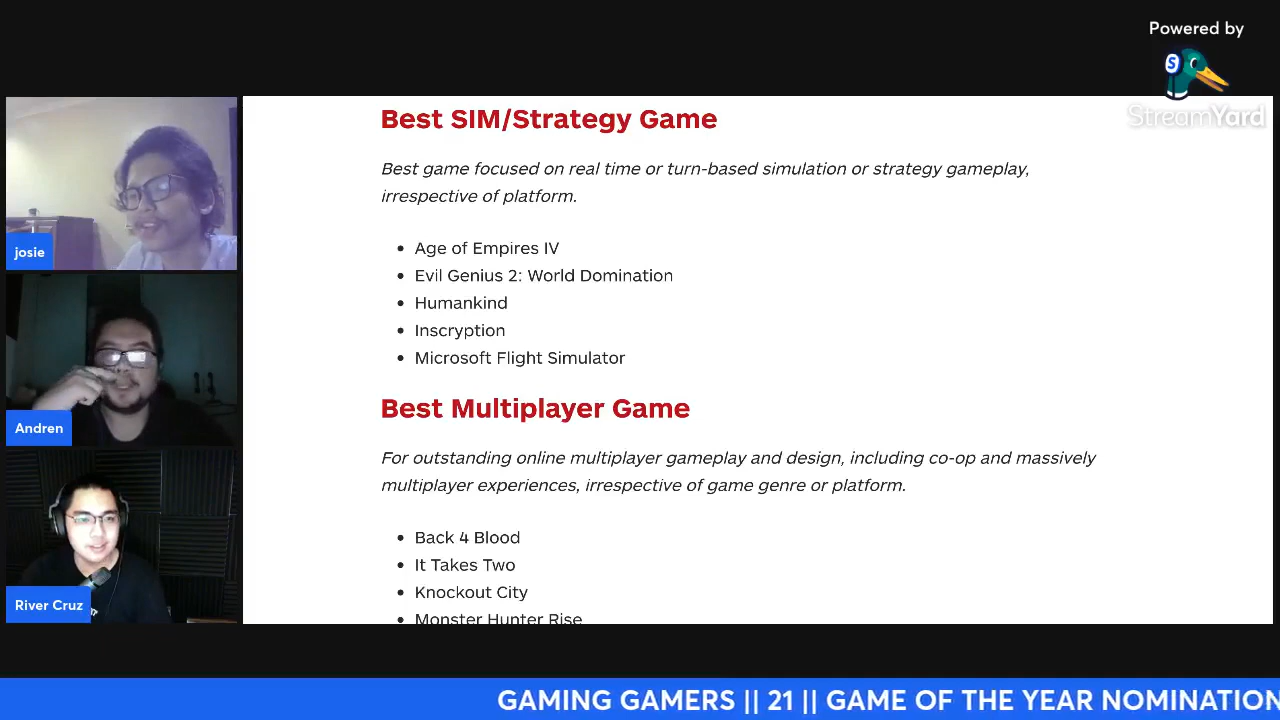 Powered by
StreamYard
Best SIM/Strategy Game
Best game focused on real time or turn-based simulation or strategy gameplay,
irrespective of platform.
Age of Empires IV
Evil Genius 2: World Domination
Humankind
Inscryption
Microsoft Flight Simulator
Best Multiplayer Game
For outstanding online multiplayer gameplay and design, including co-op and massively
multiplayer experiences, irrespective of game genre or platform.
Back 4 Blood
It Takes Two
Knockout City
Monster Hunter Rise
josie
Andren
River Cruz
GAMING GAMERS || 21 || GAME OF THE YEAR NOMINATION